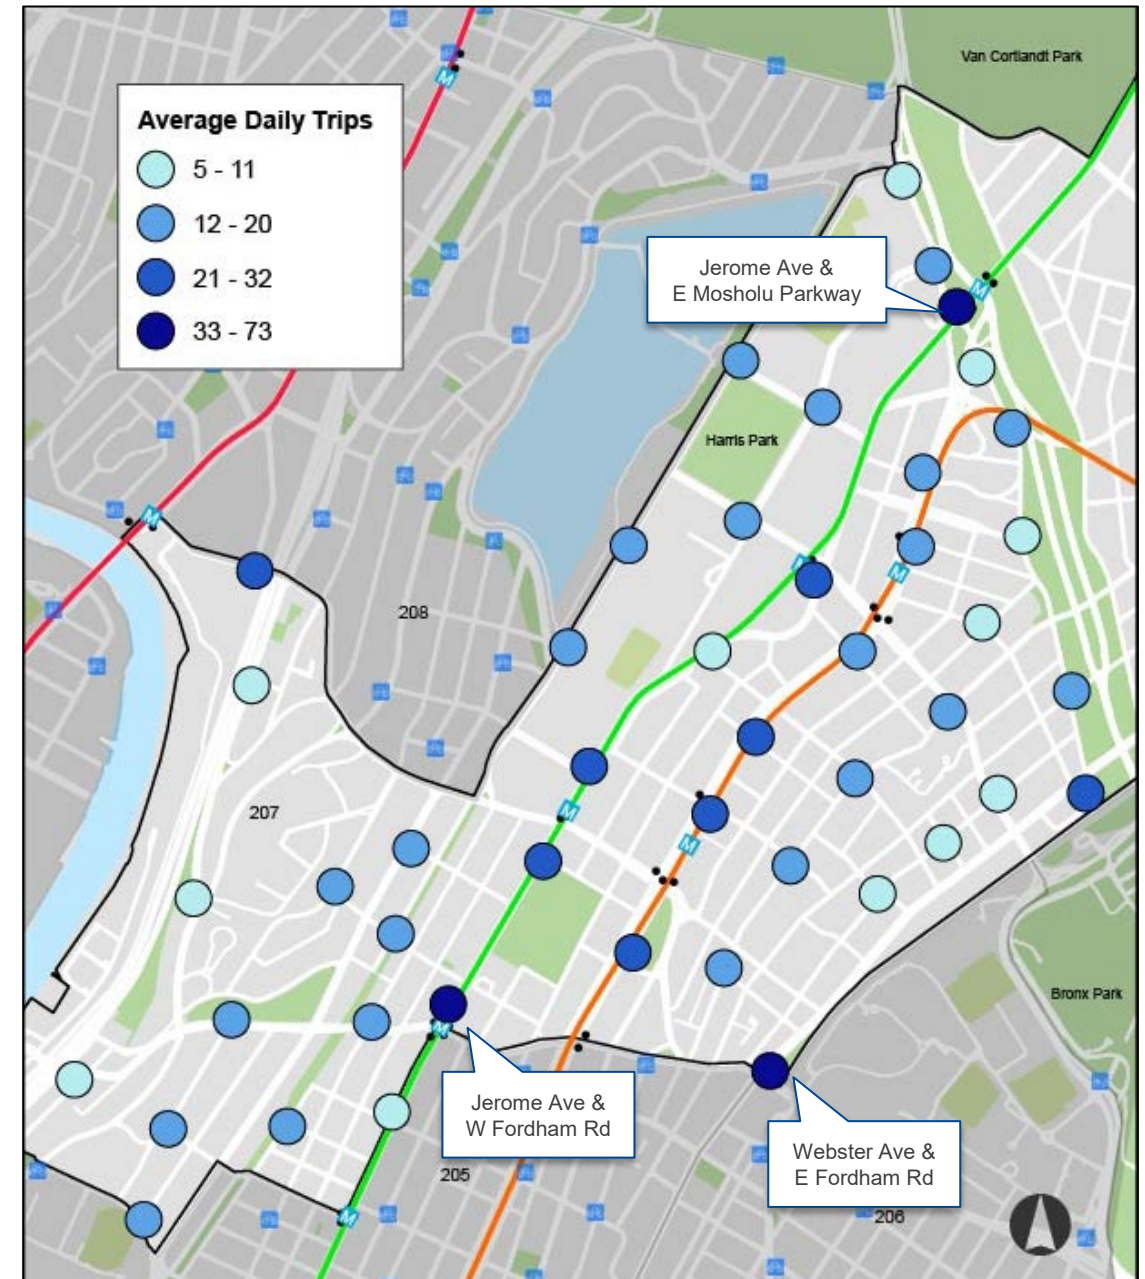 Van Cortlandt Park
Average Daily Trips
5 - 11
12 - 20
21 - 32
33 - 73
M
Jerome Ave &
E Mosholu Parkway
M
Harris Park
M
M
M
208
207
M
M
Bronx Park
M
Jerome Ave &
W Fordham Rd
Webster Ave &
E Fordham Rd
205
M
206